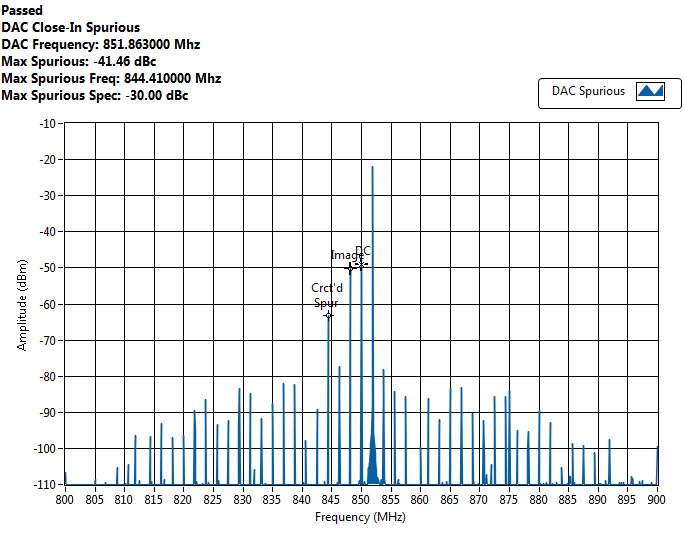 Passed
DAC Close-In Spurious
DAC Frequency: 851.863000 Mhz
Max Spurious: -41.46 dBc
Max Spurious Freq: 844.410000 Mhz
Max Spurious Spec: -30.00 dBc
DAC Spurious
-10
-20
-30
-40
-50
-60
-70
-80
-90
-100
-110
Amplitude (dBm)
Image
DC
Crct'd
Spur
800 805 810 815 820 825 830 835 840 845 850 855 860 865 870 875 880 885 890 895 900
Frequency (MHz)